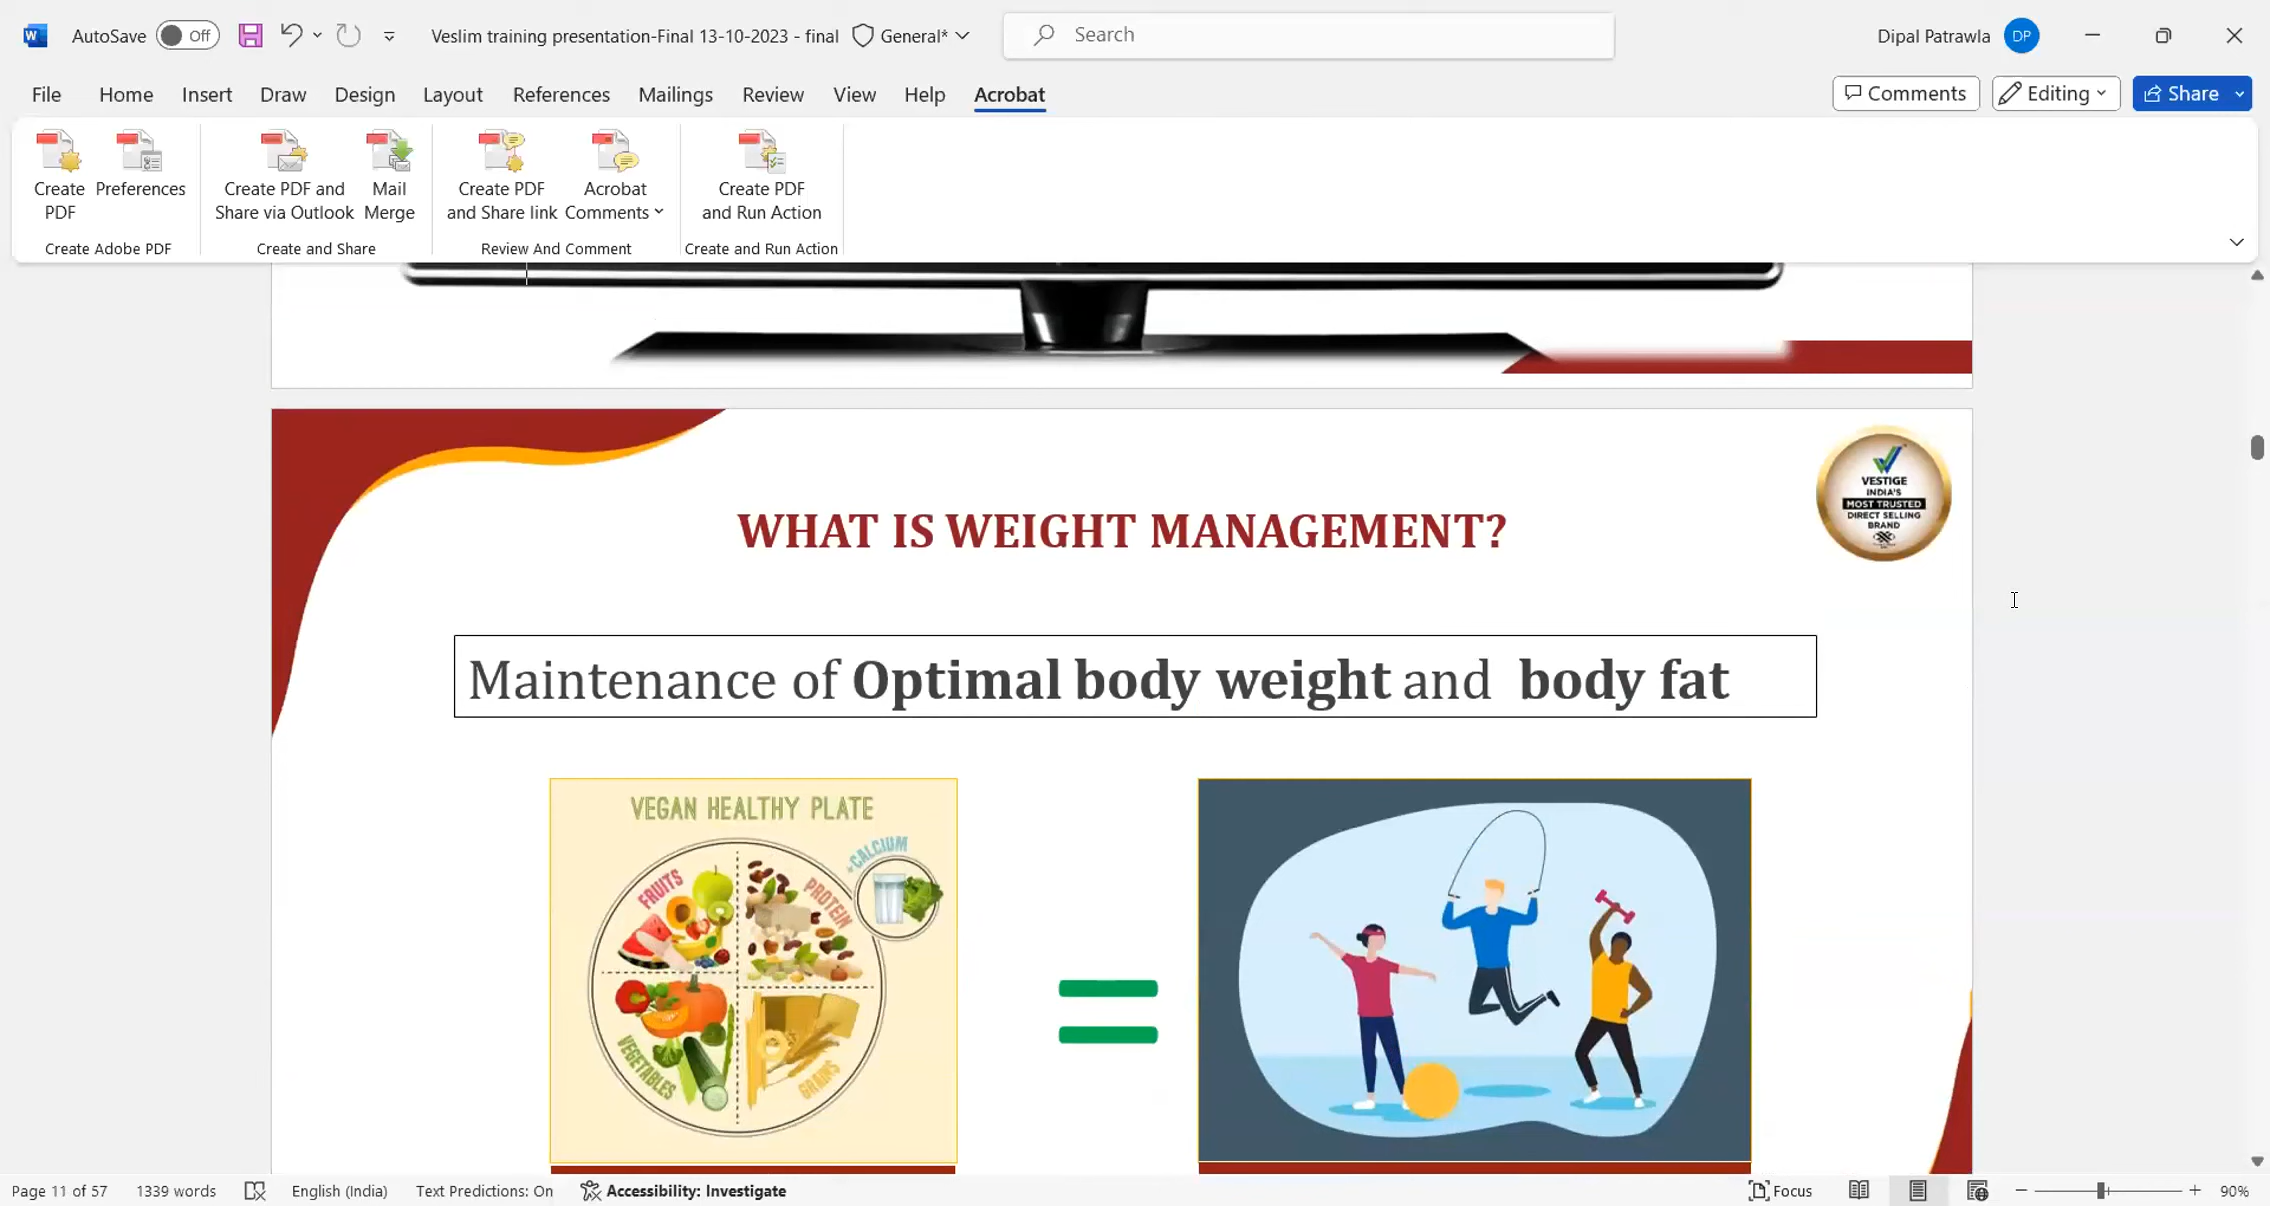 AutoSave Off Veslim training presentation-Final 13-10-2023 - final General* Search Dipal Patrawla DP
File Home Insert Draw Design Layout References Mailings Review View Help Acrobat Comments Editing Share
Create PDF
Preferences
Create PDF and Share via Outlook
Mail Merge
Create PDF and Share link
Acrobat Comments
Create PDF and Run Action
Create Adobe PDF Create and Share Review And Comment Create and Run Action
VESTIGE
INDIA'S
MOST TRUSTED
DIRECT SELLING
BRAND
WHAT IS WEIGHT MANAGEMENT?
Maintenance of Optimal body weight and body fat
VEGAN HEALTHY PLATE
+CALCIUM
FRUITS
PROTEIN
VEGETABLES
GRAINS
Page 11 of 57 1339 words English (India) Text Predictions: On Accessibility: Investigate Focus 90%